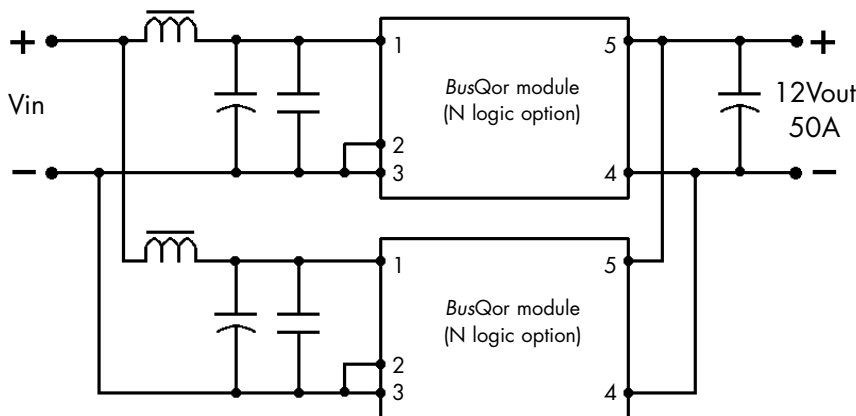 +
Vin
−
1
2
3
BusQor module
(N logic option)
5
4
+
12Vout
50A
−
1
2
3
BusQor module
(N logic option)
5
4